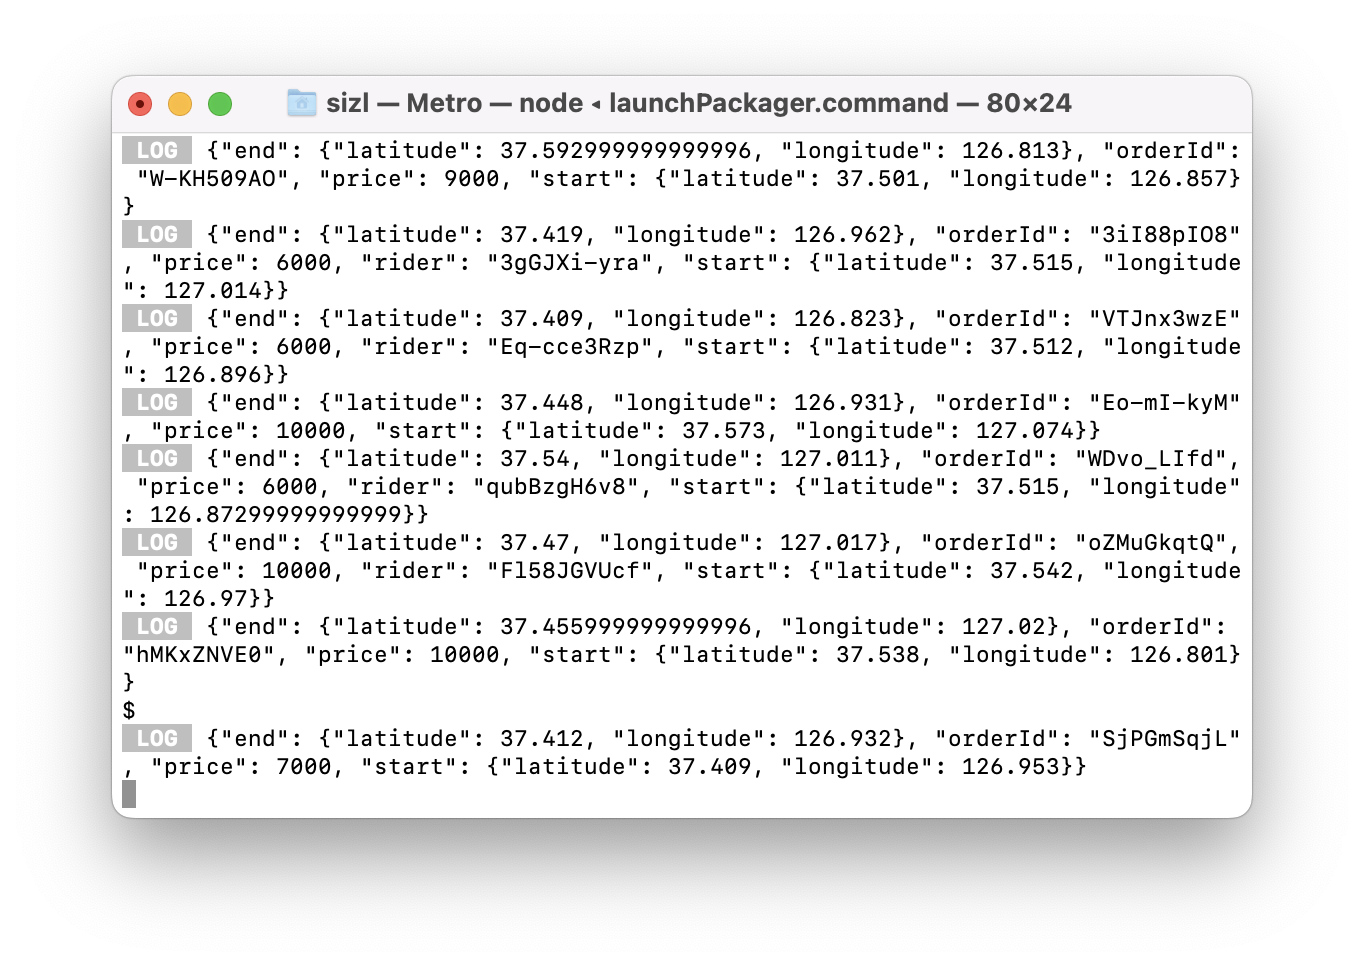 sizl — Metro — node ◂ launchPackager.command — 80×24
LOG {"end": {"latitude": 37.592999999999996, "longitude": 126.813}, "orderId":
"W-KH509AO", "price": 9000, "start": {"latitude": 37.501, "longitude": 126.857}
}
LOG {"end": {"latitude": 37.419, "longitude": 126.962}, "orderId": "3iI88pIO8"
, "price": 6000, "rider": "3gGJXi-yra", "start": {"latitude": 37.515, "longitude
": 127.014}}
LOG {"end": {"latitude": 37.409, "longitude": 126.823}, "orderId": "VTJnx3wzE"
, "price": 6000, "rider": "Eq-cce3Rzp", "start": {"latitude": 37.512, "longitude
": 126.896}}
LOG {"end": {"latitude": 37.448, "longitude": 126.931}, "orderId": "Eo-mI-kyM"
, "price": 10000, "start": {"latitude": 37.573, "longitude": 127.074}}
LOG {"end": {"latitude": 37.54, "longitude": 127.011}, "orderId": "WDvo_LIfd",
"price": 6000, "rider": "qubBzgH6v8", "start": {"latitude": 37.515, "longitude"
: 126.87299999999999}}
LOG {"end": {"latitude": 37.47, "longitude": 127.017}, "orderId": "oZMuGkqtQ",
"price": 10000, "rider": "Fl58JGVUcf", "start": {"latitude": 37.542, "longitude
": 126.97}}
LOG {"end": {"latitude": 37.455999999999996, "longitude": 127.02}, "orderId":
"hMKxZNVE0", "price": 10000, "start": {"latitude": 37.538, "longitude": 126.801}
}
$
LOG {"end": {"latitude": 37.412, "longitude": 126.932}, "orderId": "SjPGmSqjL"
, "price": 7000, "start": {"latitude": 37.409, "longitude": 126.953}}